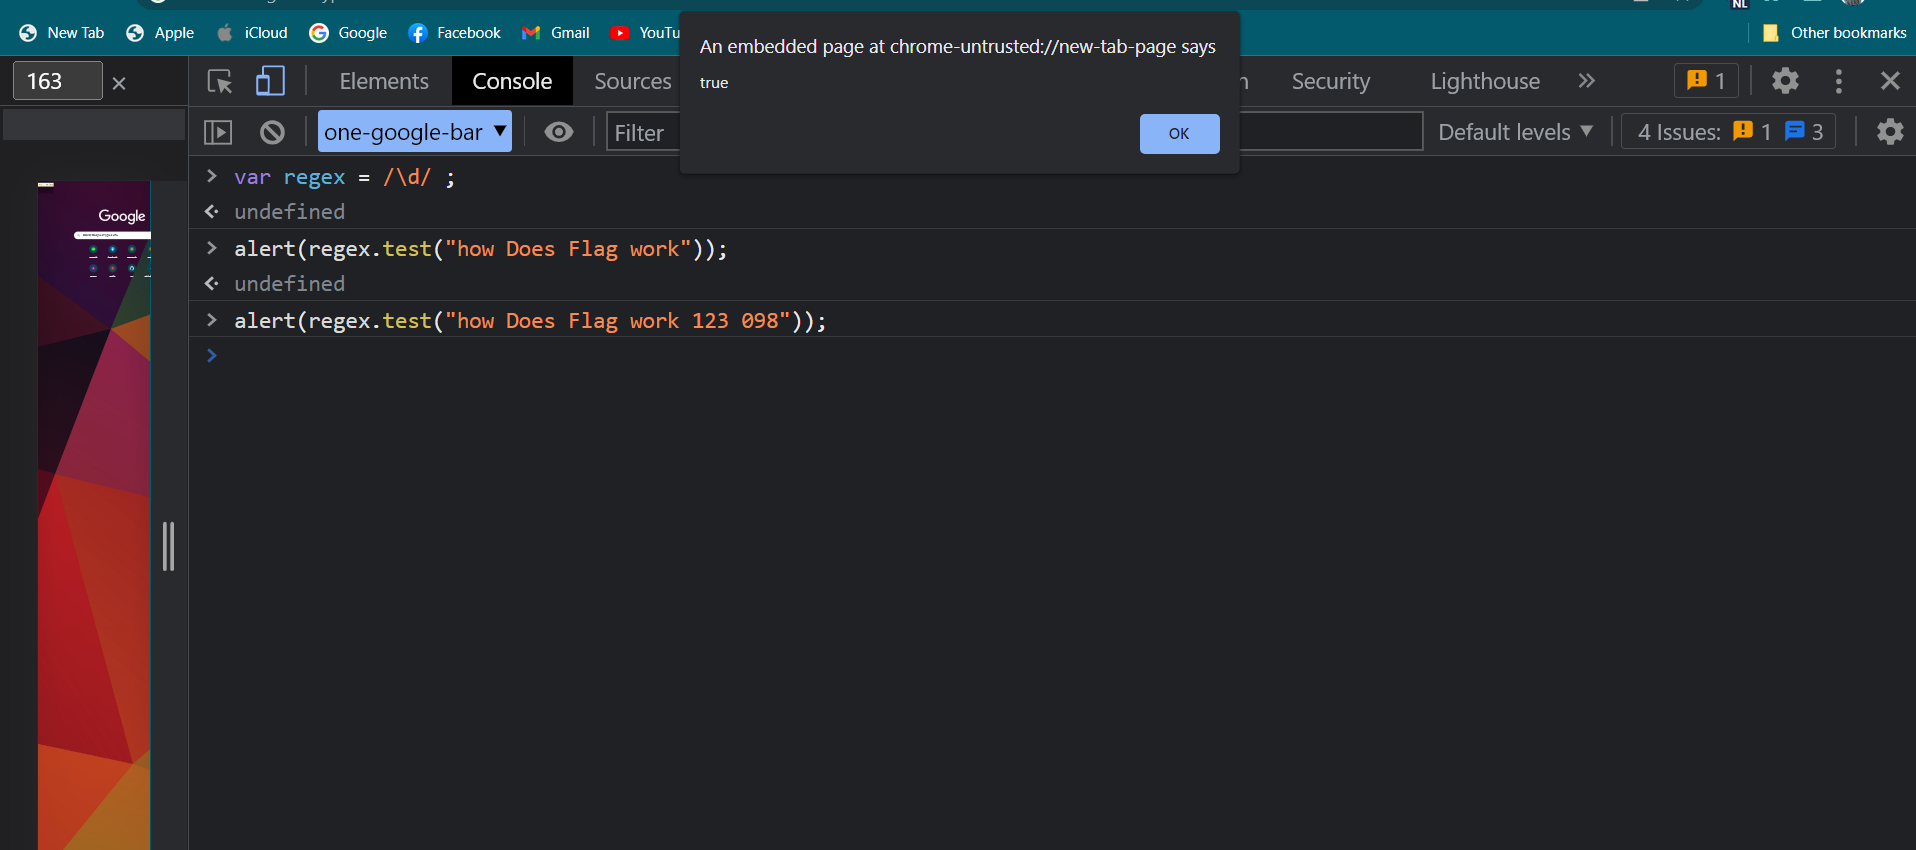 New Tab Apple iCloud Google Facebook Gmail YouTu Other bookmarks
NL
An embedded page at chrome-untrusted://new-tab-page says
true
OK
163 × Elements Console Sources Security Lighthouse » 1
one-google-bar ▼ Filter Default levels ▼ 4 Issues: 1 3
> var regex = /\d/ ;
undefined
> alert(regex.test("how Does Flag work"));
undefined
> alert(regex.test("how Does Flag work 123 098"));
>
Google